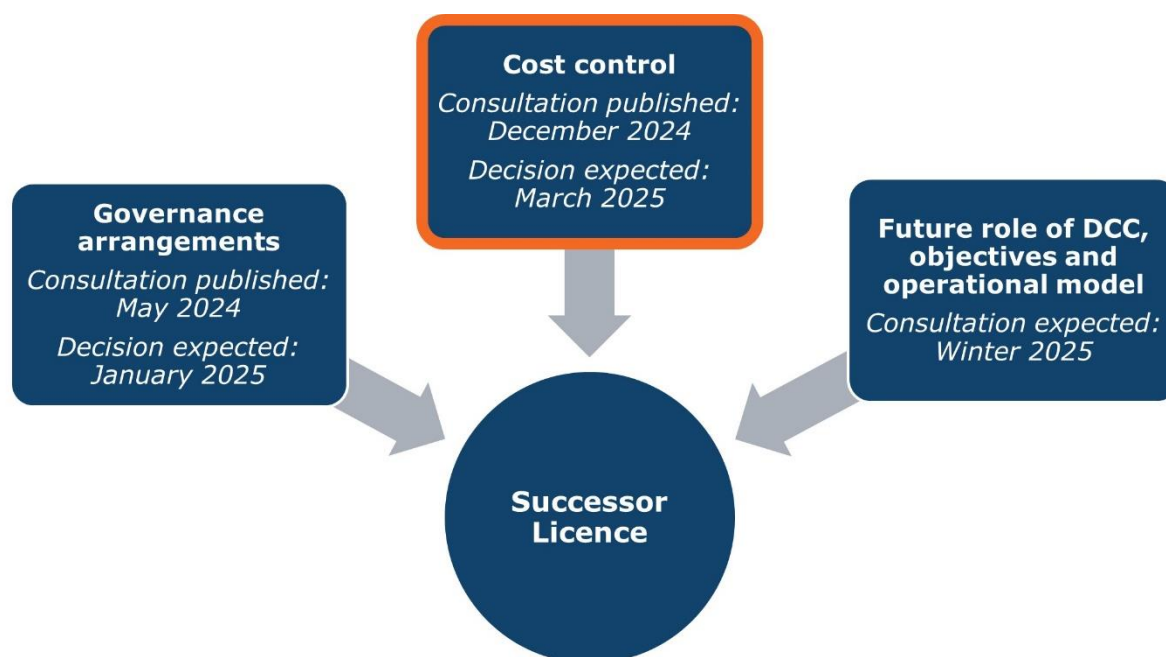 Cost control
Consultation published:
December 2024
Decision expected:
March 2025
Governance
arrangements
Consultation published:
May 2024
Decision expected:
January 2025
Future role of DCC,
objectives and
operational model
Consultation expected:
Winter 2025
Successor
Licence